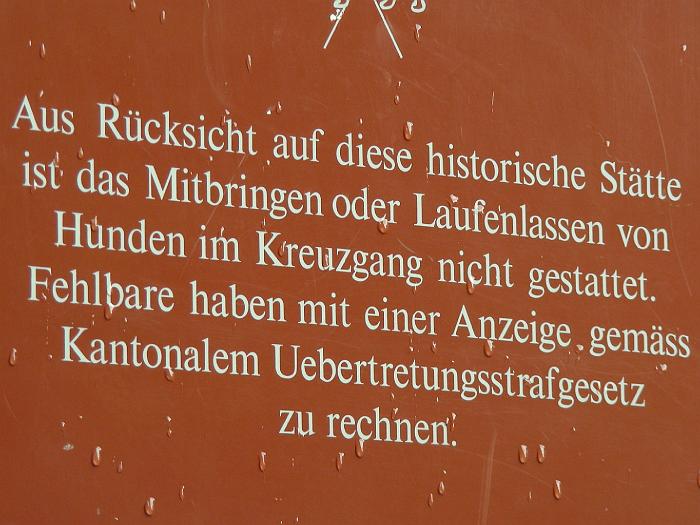 Aus Rücksicht auf diese historische Stätte
ist das Mitbringen oder Laufenlassen von
Hunden im Kreuzgang nicht gestattet.
Fehlbare haben mit einer Anzeige gemäss
Kantonalem Uebertretungsstrafgesetz
zu rechnen.